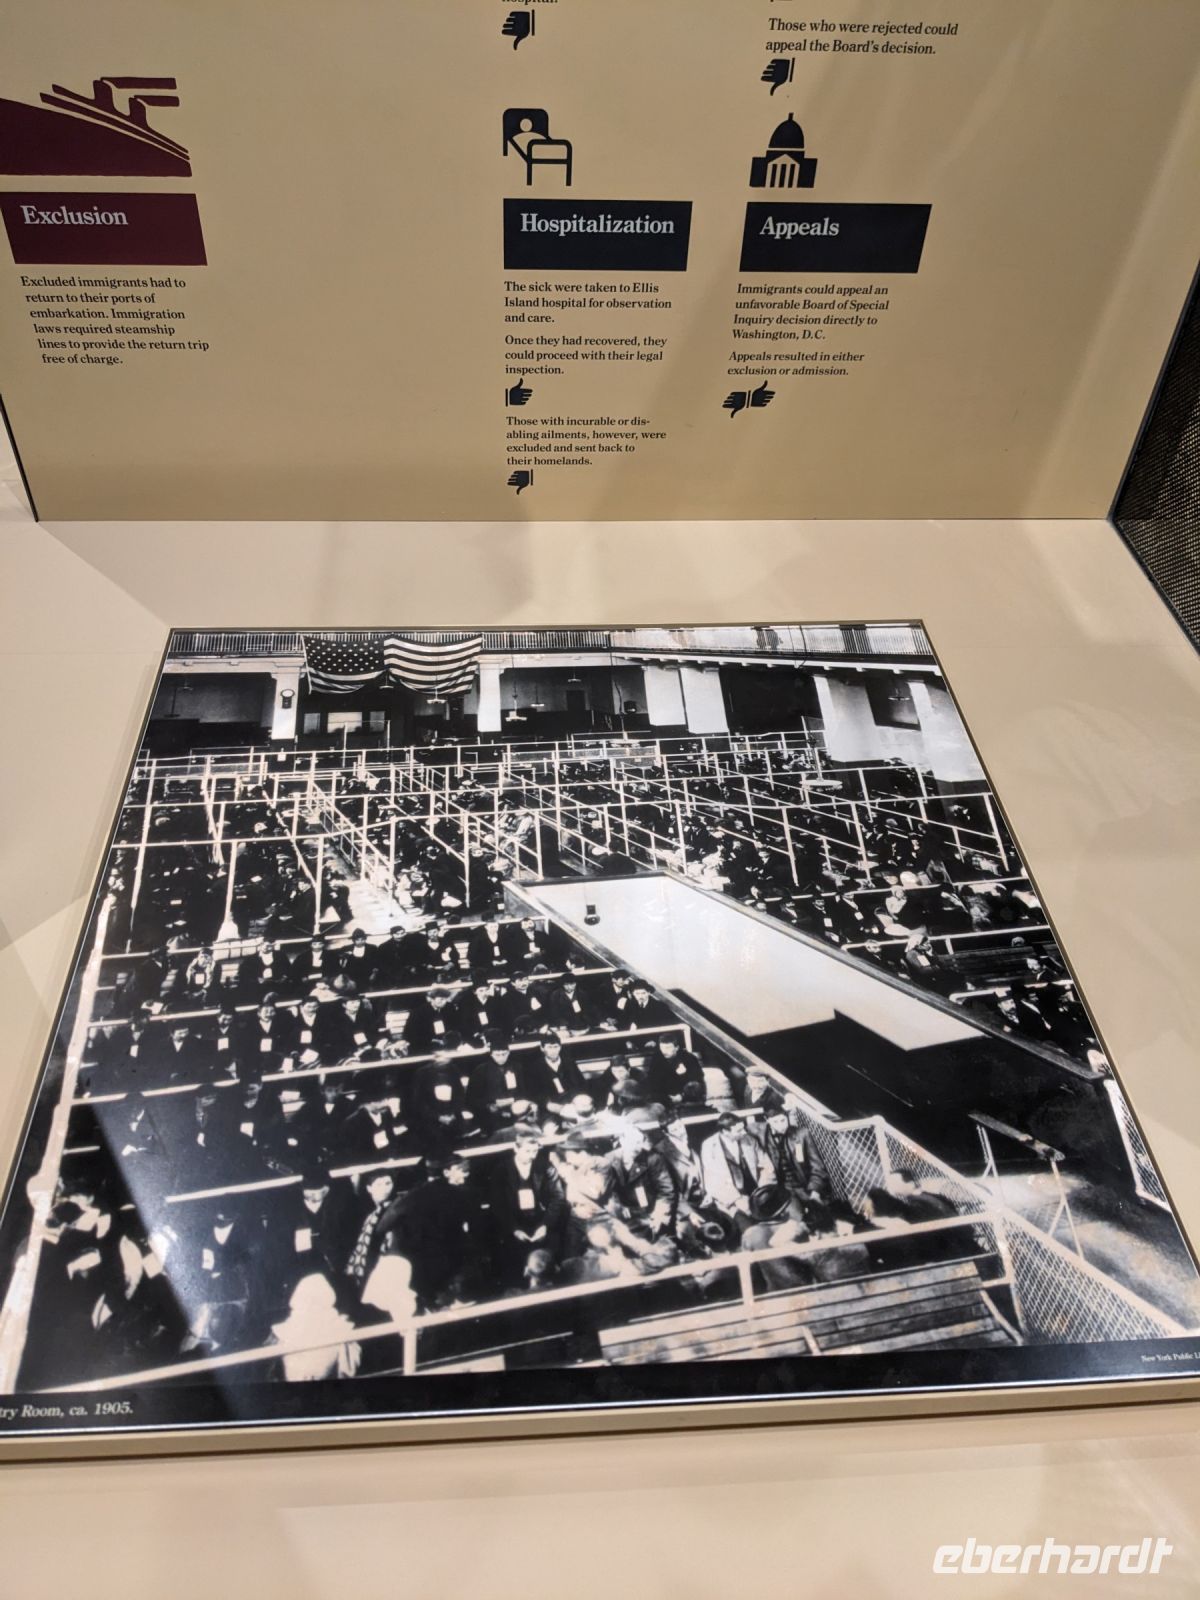 Those who were rejected could
appeal the Board's decision.
Exclusion
Excluded immigrants had to
return to their ports of
embarkation. Immigration
laws required steamship
lines to provide the return trip
free of charge.
Hospitalization
The sick were taken to Ellis
Island hospital for observation
and care.
Once they had recovered, they
could proceed with their legal
inspection.
Those with incurable or dis-
abling ailments, however, were
excluded and sent back to
their homelands.
Appeals
Immigrants could appeal an
unfavorable Board of Special
Inquiry decision directly to
Washington, D.C.
Appeals resulted in either
exclusion or admission.
New York Public
Room, ca. 1905.
eberhardt